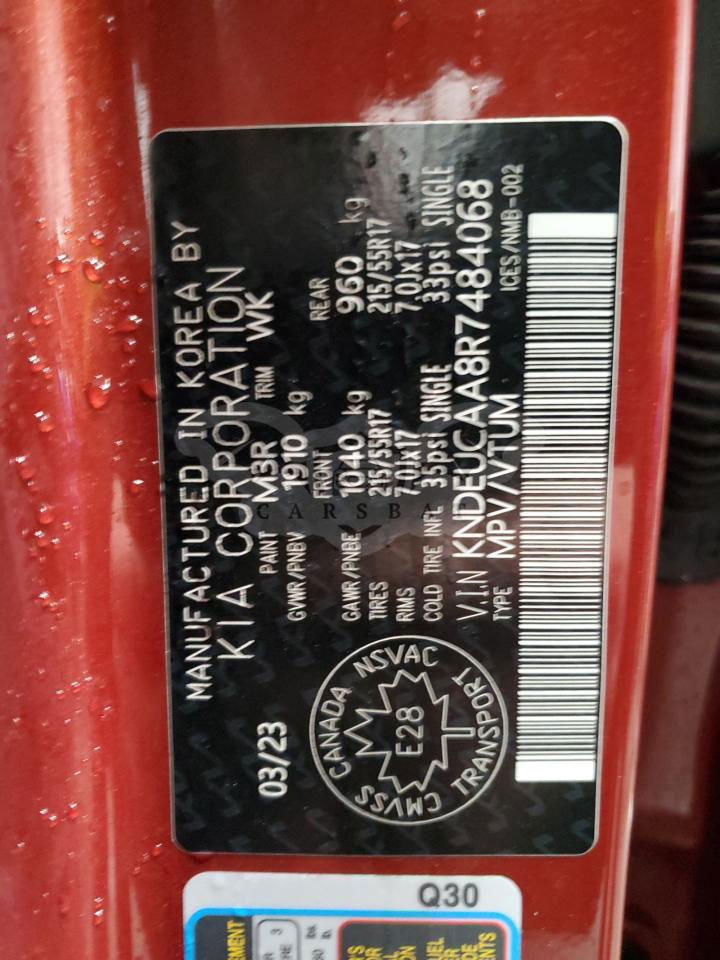 MANUFACTURED IN KOREA BY
KIA CORPORATION
03/23 PAINT M3R TRIM WK
GVWR/PNBV 1910 kg
FRONT REAR
GAWR/PNBE 1040 kg 960 kg
TIRES 215/55R17 215/55R17
RIMS 7.0Jx17 7.0Jx17
COLD TIRE INFL 35psi SINGLE 33psi SINGLE
V.I.N KNDEUCAA8R7484068
TYPE MPV/VTUM ICES/NMB-002
CANADA NSVAC
CMVSS TRANSPORT
E28
CARSBA
Q30